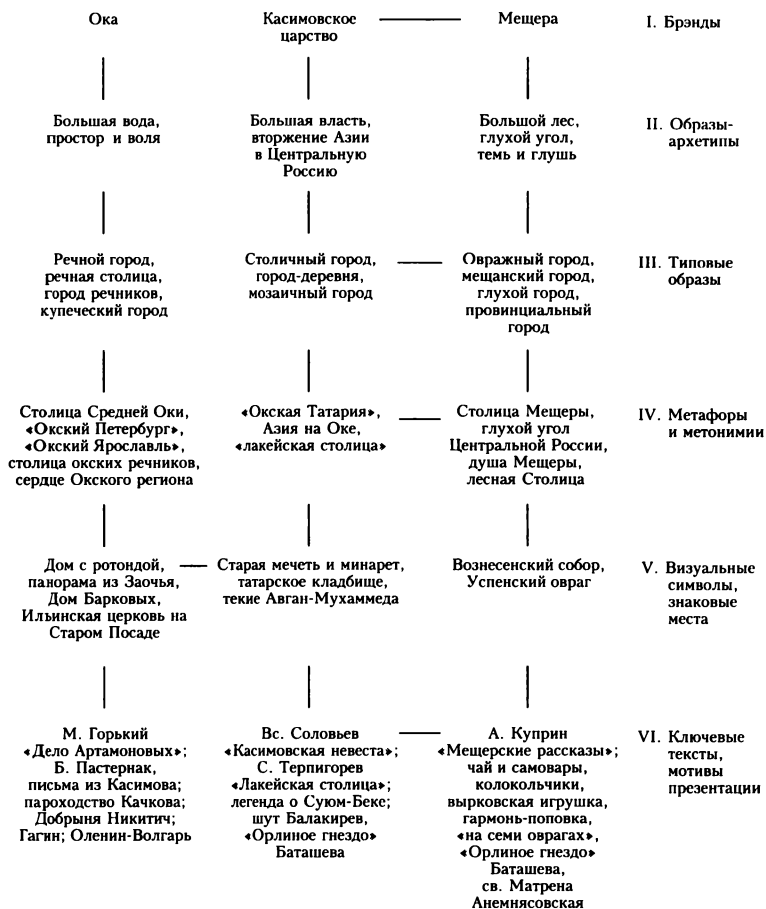 Ока
Касимовское
царство
Мещера
I. Брэнды
Большая вода,
простор и воля
Большая власть,
вторжение Азии
в Центральную
Россию
Большой лес,
глухой угол,
темь и глушь
II. Образы-
архетипы
Речной город,
речная столица,
город речников,
купеческий город
Столичный город,
город-деревня,
мозаичный город
Овражный город,
мещанский город,
глухой город,
провинциальный
город
III. Типовые
образы
Столица Средней Оки,
«Окский Петербург»,
«Окский Ярославль»,
столица окских речников,
сердце Окского региона
«Окская Татария»,
Азия на Оке,
«лакейская столица»
Столица Мещеры,
глухой угол
Центральной России,
душа Мещеры,
лесная Столица
IV. Метафоры
и метонимии
Дом с ротондой,
панорама из Заочья,
Дом Барковых,
Ильинская церковь на
Старом Посаде
Старая мечеть и минарет,
татарское кладбище,
текие Авган-Мухаммеда
Вознесенский собор,
Успенский овраг
V. Визуальные
символы,
знаковые
места
М. Горький
«Дело Артамоновых»;
Б. Пастернак,
письма из Касимова;
пароходство Качкова;
Добрыня Никитич;
Гагин; Оленин-Волгарь
Вс. Соловьев
«Касимовская невеста»;
С. Терпигорев
«Лакейская столица»;
легенда о Суюм-Беке;
шут Балакирев,
«Орлиное гнездо»
Баташева
А. Куприн
«Мещерские рассказы»;
чай и самовары,
колокольчики,
вырковская игрушка,
гармонь-поповка,
«на семи оврагах»,
«Орлиное гнездо»
Баташева,
св. Матрена
Анемнясовская
VI. Ключевые
тексты,
мотивы
презентации